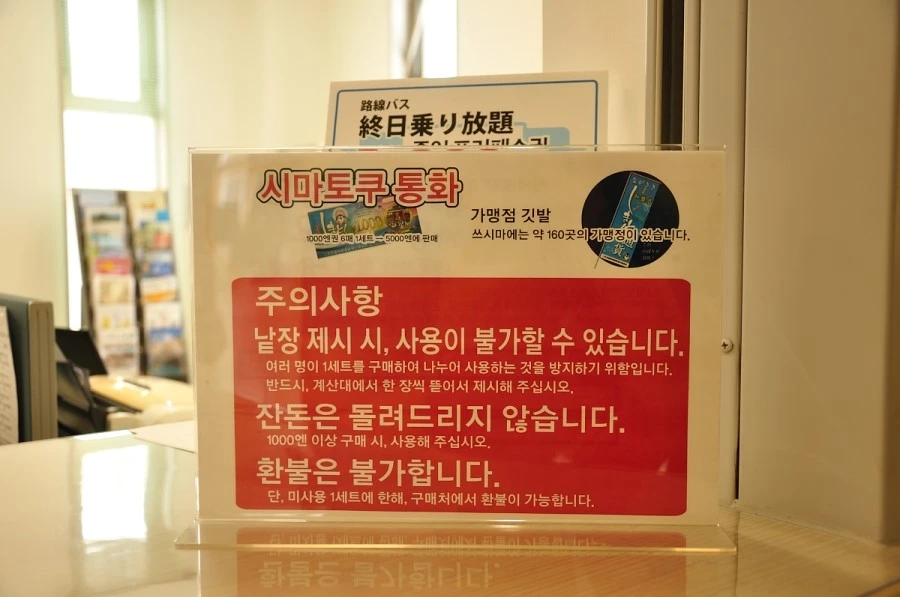 路線バス
終日乗り放題
시마토쿠 통화
1000엔권 6매 1세트 → 5000엔에 판매
가맹점 깃발
쓰시마에는 약 160곳의 가맹점이 있습니다.
주의사항
낱장 제시 시, 사용이 불가할 수 있습니다.
여러 명이 1세트를 구매하여 나누어 사용하는 것을 방지하기 위함입니다.
반드시, 계산대에서 한 장씩 뜯어서 제시해 주십시오.
잔돈은 돌려드리지 않습니다.
1000엔 이상 구매 시, 사용해 주십시오.
환불은 불가합니다.
단, 미사용 1세트에 한해, 구매처에서 환불이 가능합니다.